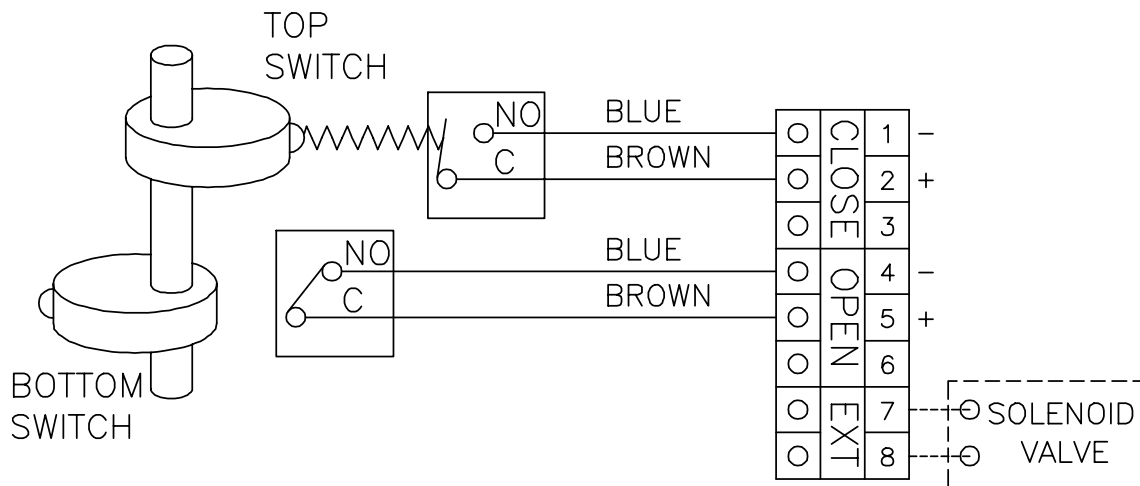 TOP
SWITCH
NO
C
BLUE
BROWN
NO
C
BLUE
BROWN
BOTTOM
SWITCH
CLOSE
OPEN
EXT
1 -
2 +
3
4 -
5 +
6
7
8
SOLENOID
VALVE